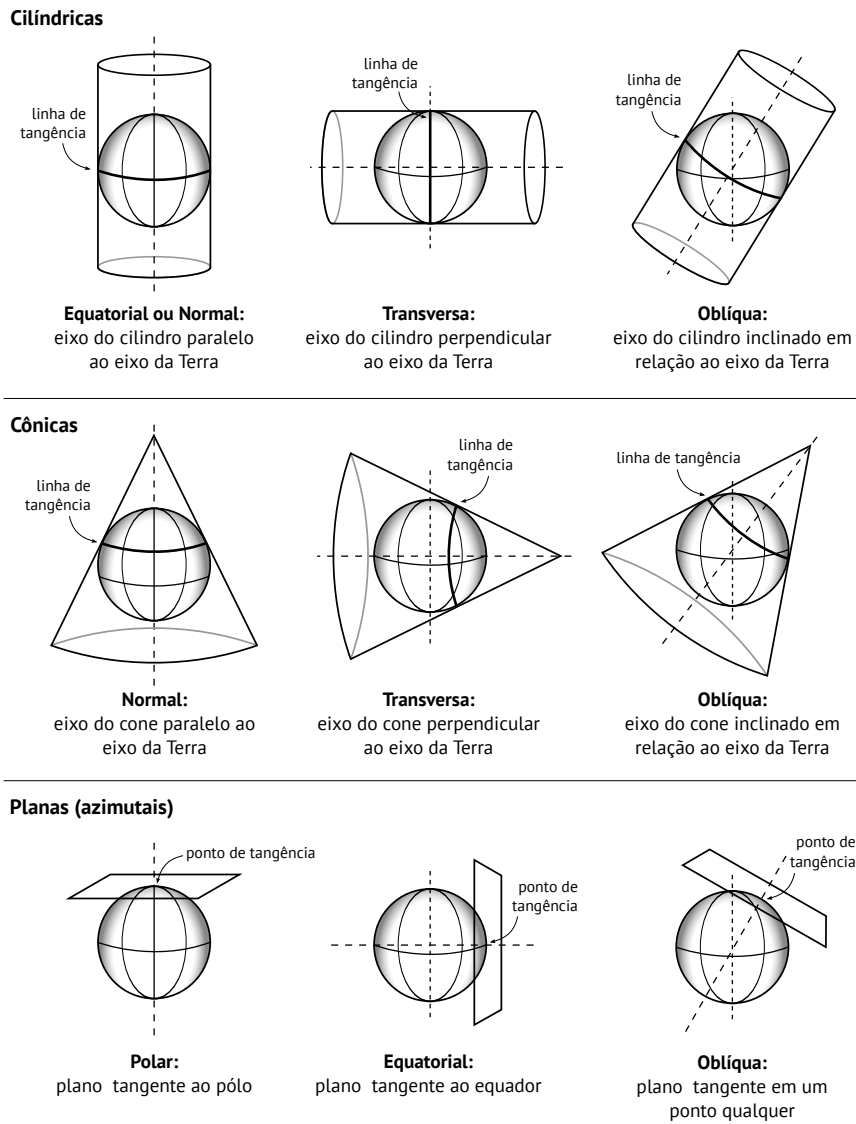 Cilíndricas
linha de
tangência
linha de
tangência
linha de
tangência
Equatorial ou Normal:
eixo do cilindro paralelo
ao eixo da Terra
Transversa:
eixo do cilindro perpendicular
ao eixo da Terra
Oblíqua:
eixo do cilindro inclinado em
relação ao eixo da Terra
Cônicas
linha de
tangência
linha de
tangência
linha de tangência
Normal:
eixo do cone paralelo ao
eixo da Terra
Transversa:
eixo do cone perpendicular
ao eixo da Terra
Oblíqua:
eixo do cone inclinado em
relação ao eixo da Terra
Planas (azimutais)
ponto de tangência
ponto de
tangência
ponto de
tangência
Polar:
plano tangente ao pólo
Equatorial:
plano tangente ao equador
Oblíqua:
plano tangente em um
ponto qualquer